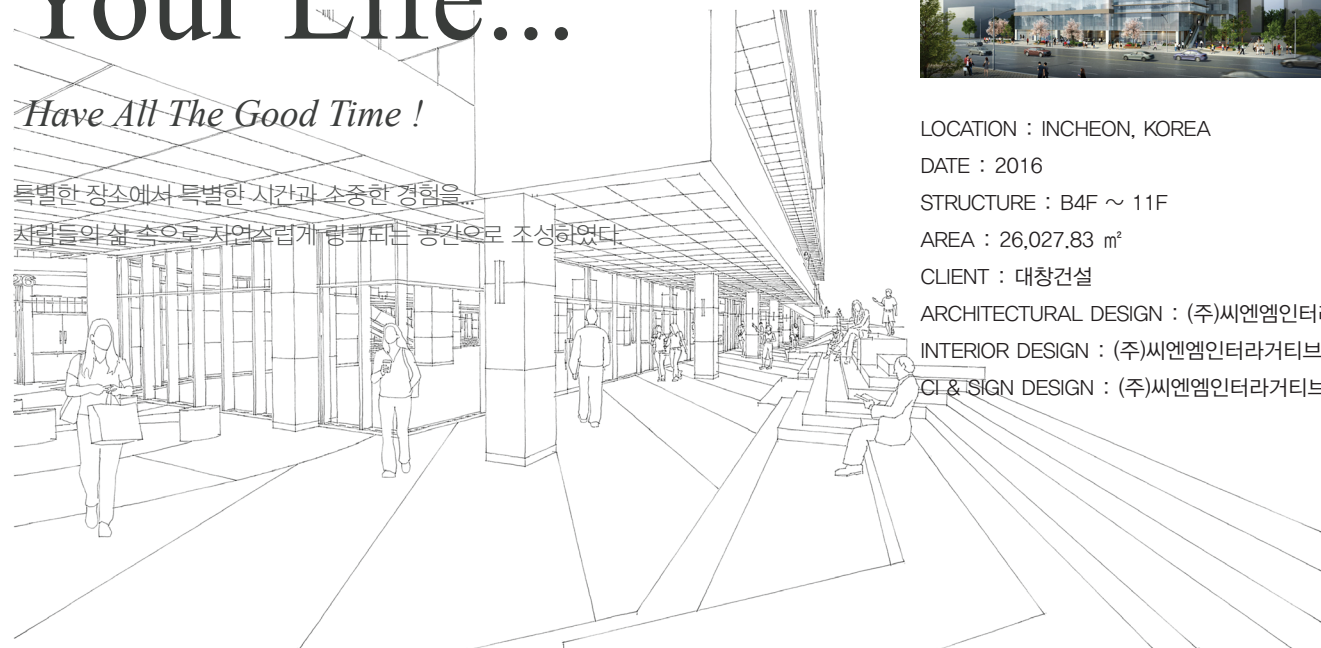 Your Life...
Have All The Good Time !
특별한 장소에서 특별한 시간과 소중한 경험을...
사람들의 삶 속으로 자연스럽게 링크되는 공간으로 조성하였다.
LOCATION : INCHEON, KOREA
DATE : 2016
STRUCTURE : B4F ~ 11F
AREA : 26,027.83 ㎡
CLIENT : 대창건설
ARCHITECTURAL DESIGN : (주)씨엔엠인터
INTERIOR DESIGN : (주)씨엔엠인터라거티브
CI & SIGN DESIGN : (주)씨엔엠인터라거티브